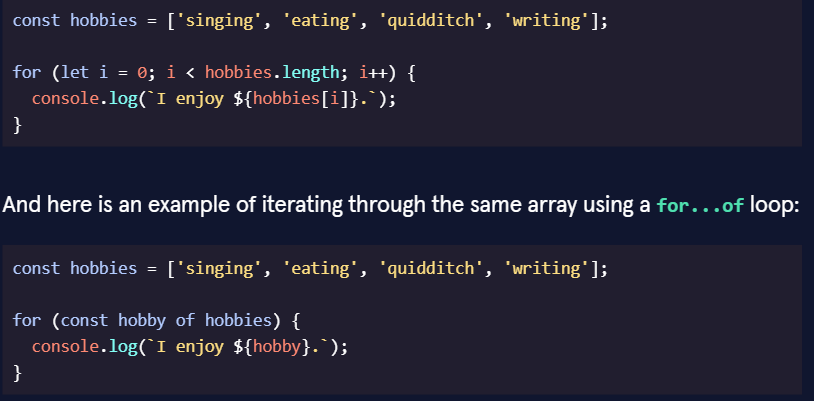 const hobbies = ['singing', 'eating', 'quidditch', 'writing'];
for (let i = 0; i < hobbies.length; i++) {
  console.log(`I enjoy ${hobbies[i]}.`);
}
And here is an example of iterating through the same array using a for...of loop:
const hobbies = ['singing', 'eating', 'quidditch', 'writing'];
for (const hobby of hobbies) {
  console.log(`I enjoy ${hobby}.`);
}